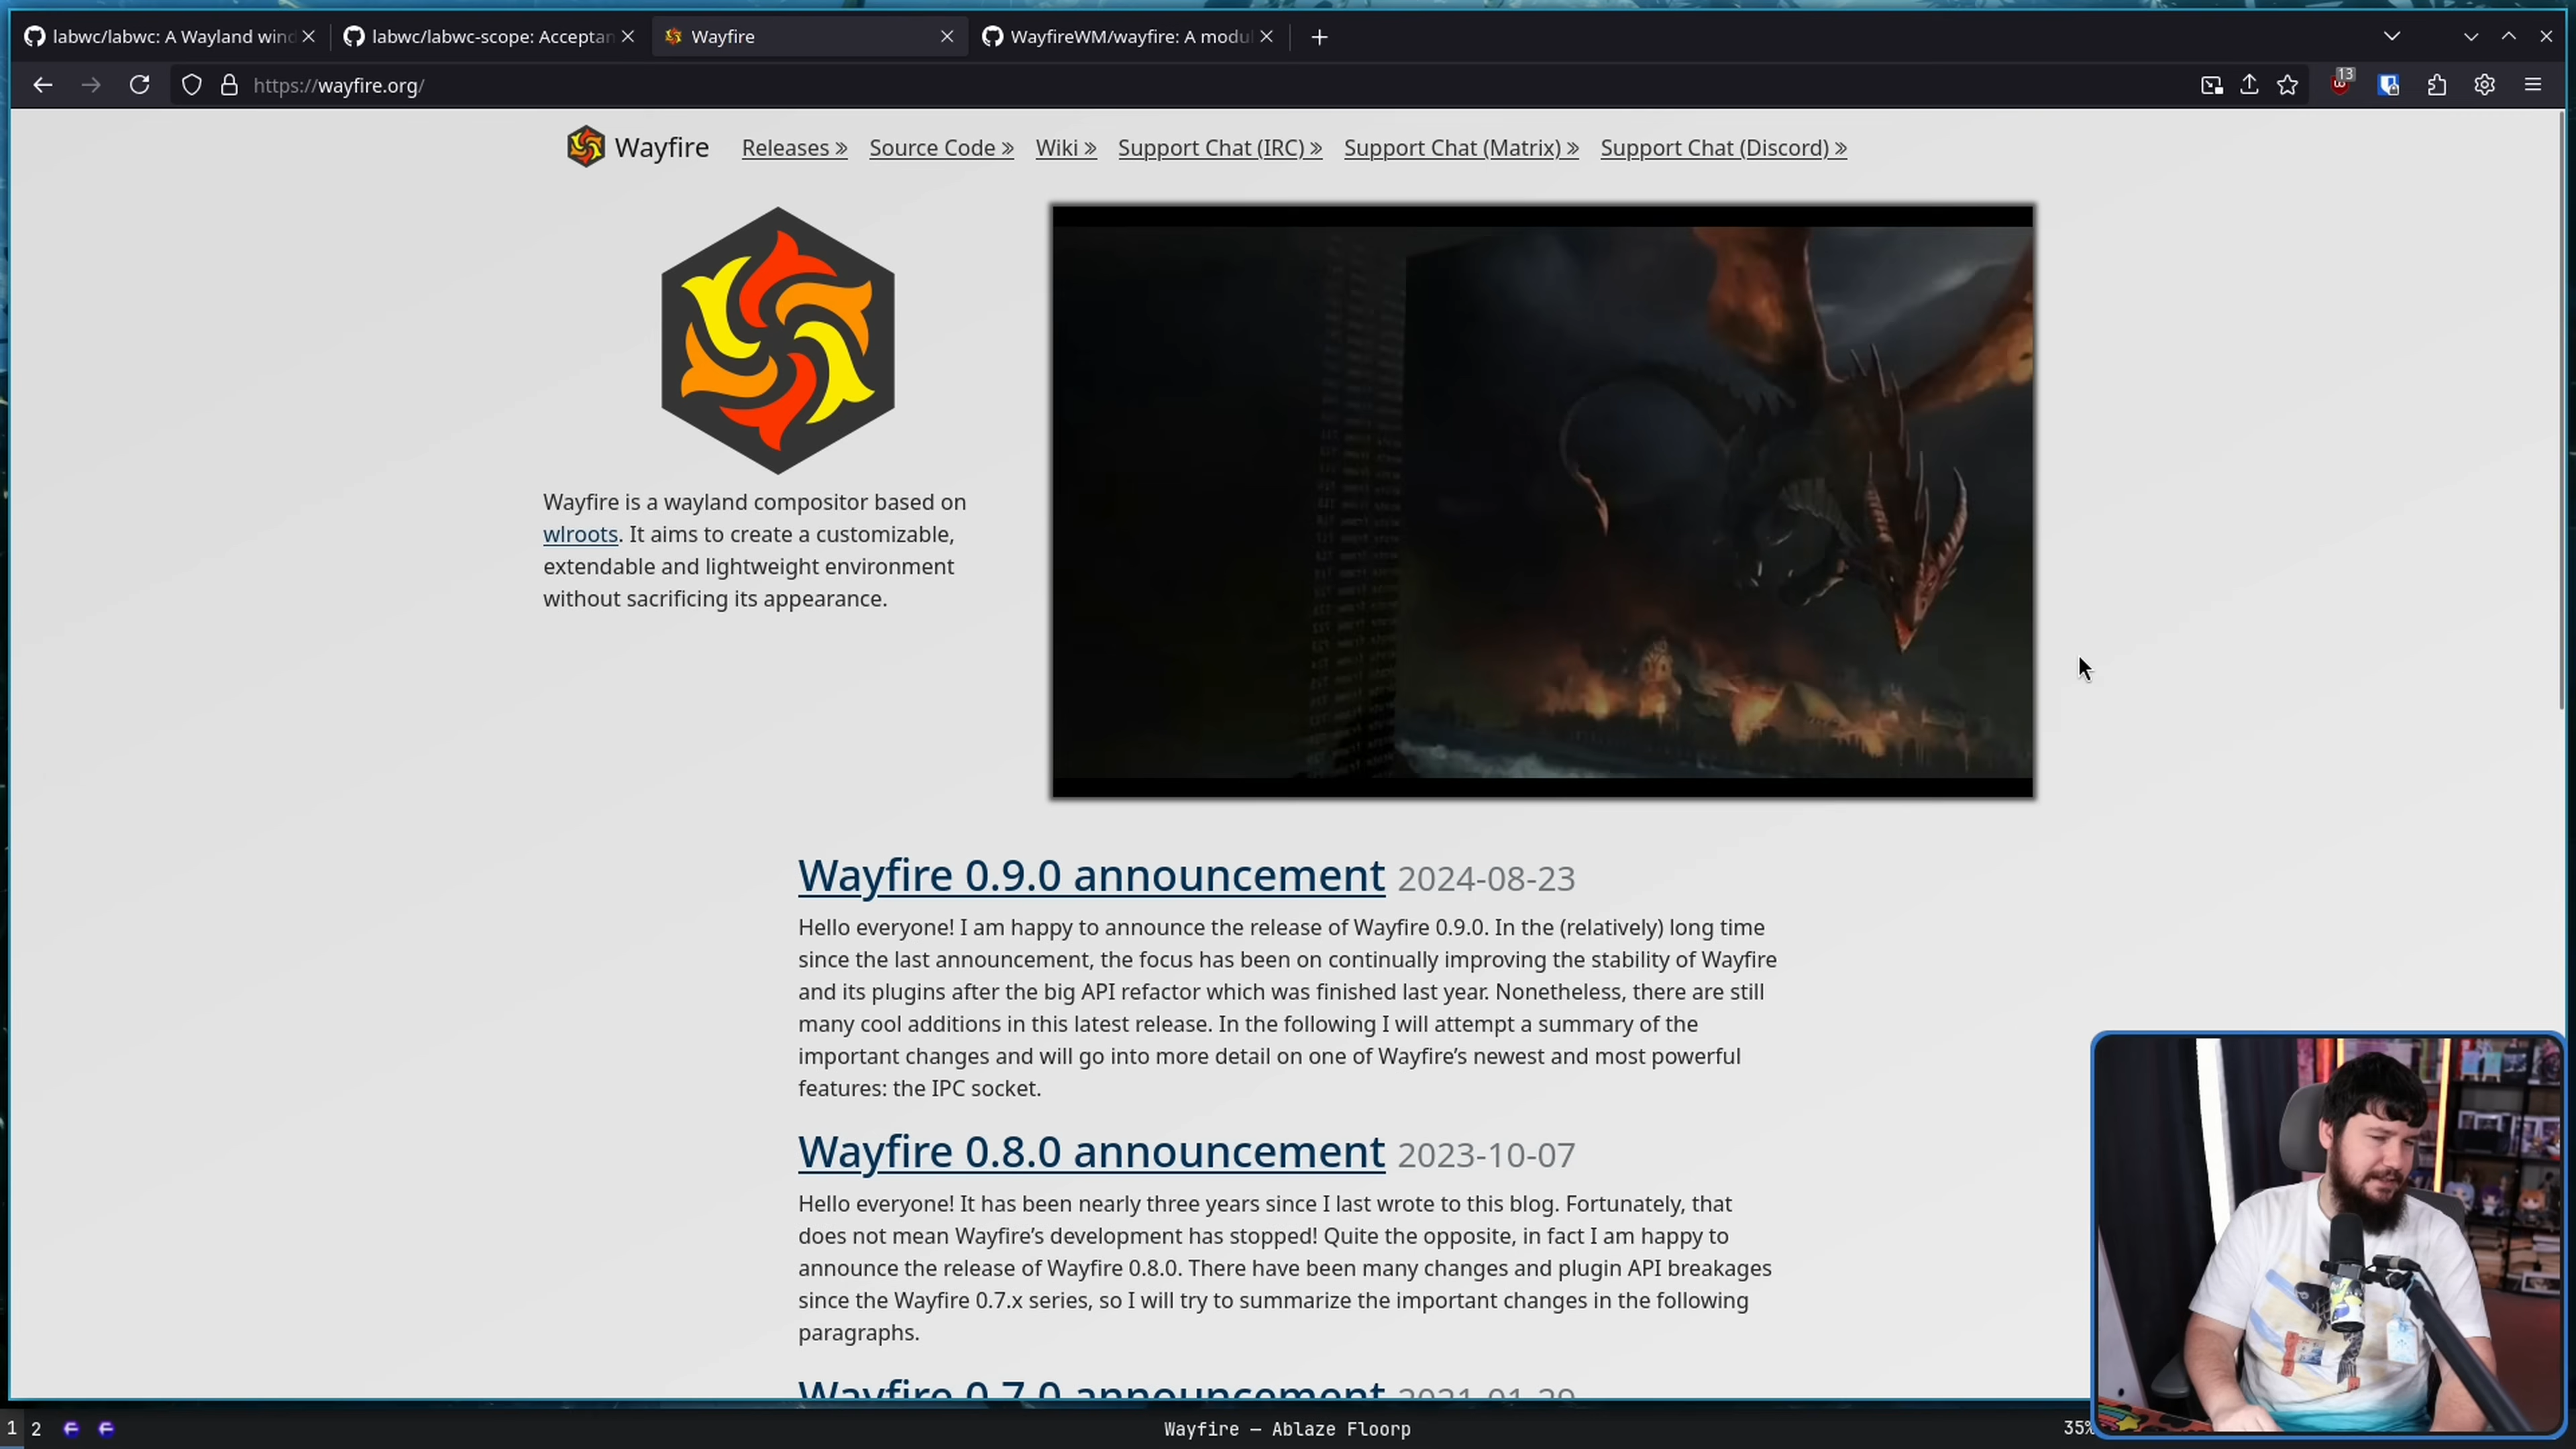 labwc/labwc: A Wayland wind
labwc/labwc-scope: Acceptan
Wayfire
WayfireWM/wayfire: A modul
https://wayfire.org/
13
Wayfire
Releases »
Source Code »
Wiki »
Support Chat (IRC) »
Support Chat (Matrix) »
Support Chat (Discord) »
Wayfire is a wayland compositor based on
wlroots. It aims to create a customizable,
extendable and lightweight environment
without sacrificing its appearance.
Wayfire 0.9.0 announcement 2024-08-23
Hello everyone! I am happy to announce the release of Wayfire 0.9.0. In the (relatively) long time
since the last announcement, the focus has been on continually improving the stability of Wayfire
and its plugins after the big API refactor which was finished last year. Nonetheless, there are still
many cool additions in this latest release. In the following I will attempt a summary of the
important changes and will go into more detail on one of Wayfire’s newest and most powerful
features: the IPC socket.
Wayfire 0.8.0 announcement 2023-10-07
Hello everyone! It has been nearly three years since I last wrote to this blog. Fortunately, that
does not mean Wayfire’s development has stopped! Quite the opposite, in fact I am happy to
announce the release of Wayfire 0.8.0. There have been many changes and plugin API breakages
since the Wayfire 0.7.x series, so I will try to summarize the important changes in the following
paragraphs.
Wayfire 0.7.0 announcement 2021-01-29
1 2
Wayfire — Ablaze Floorp
35%